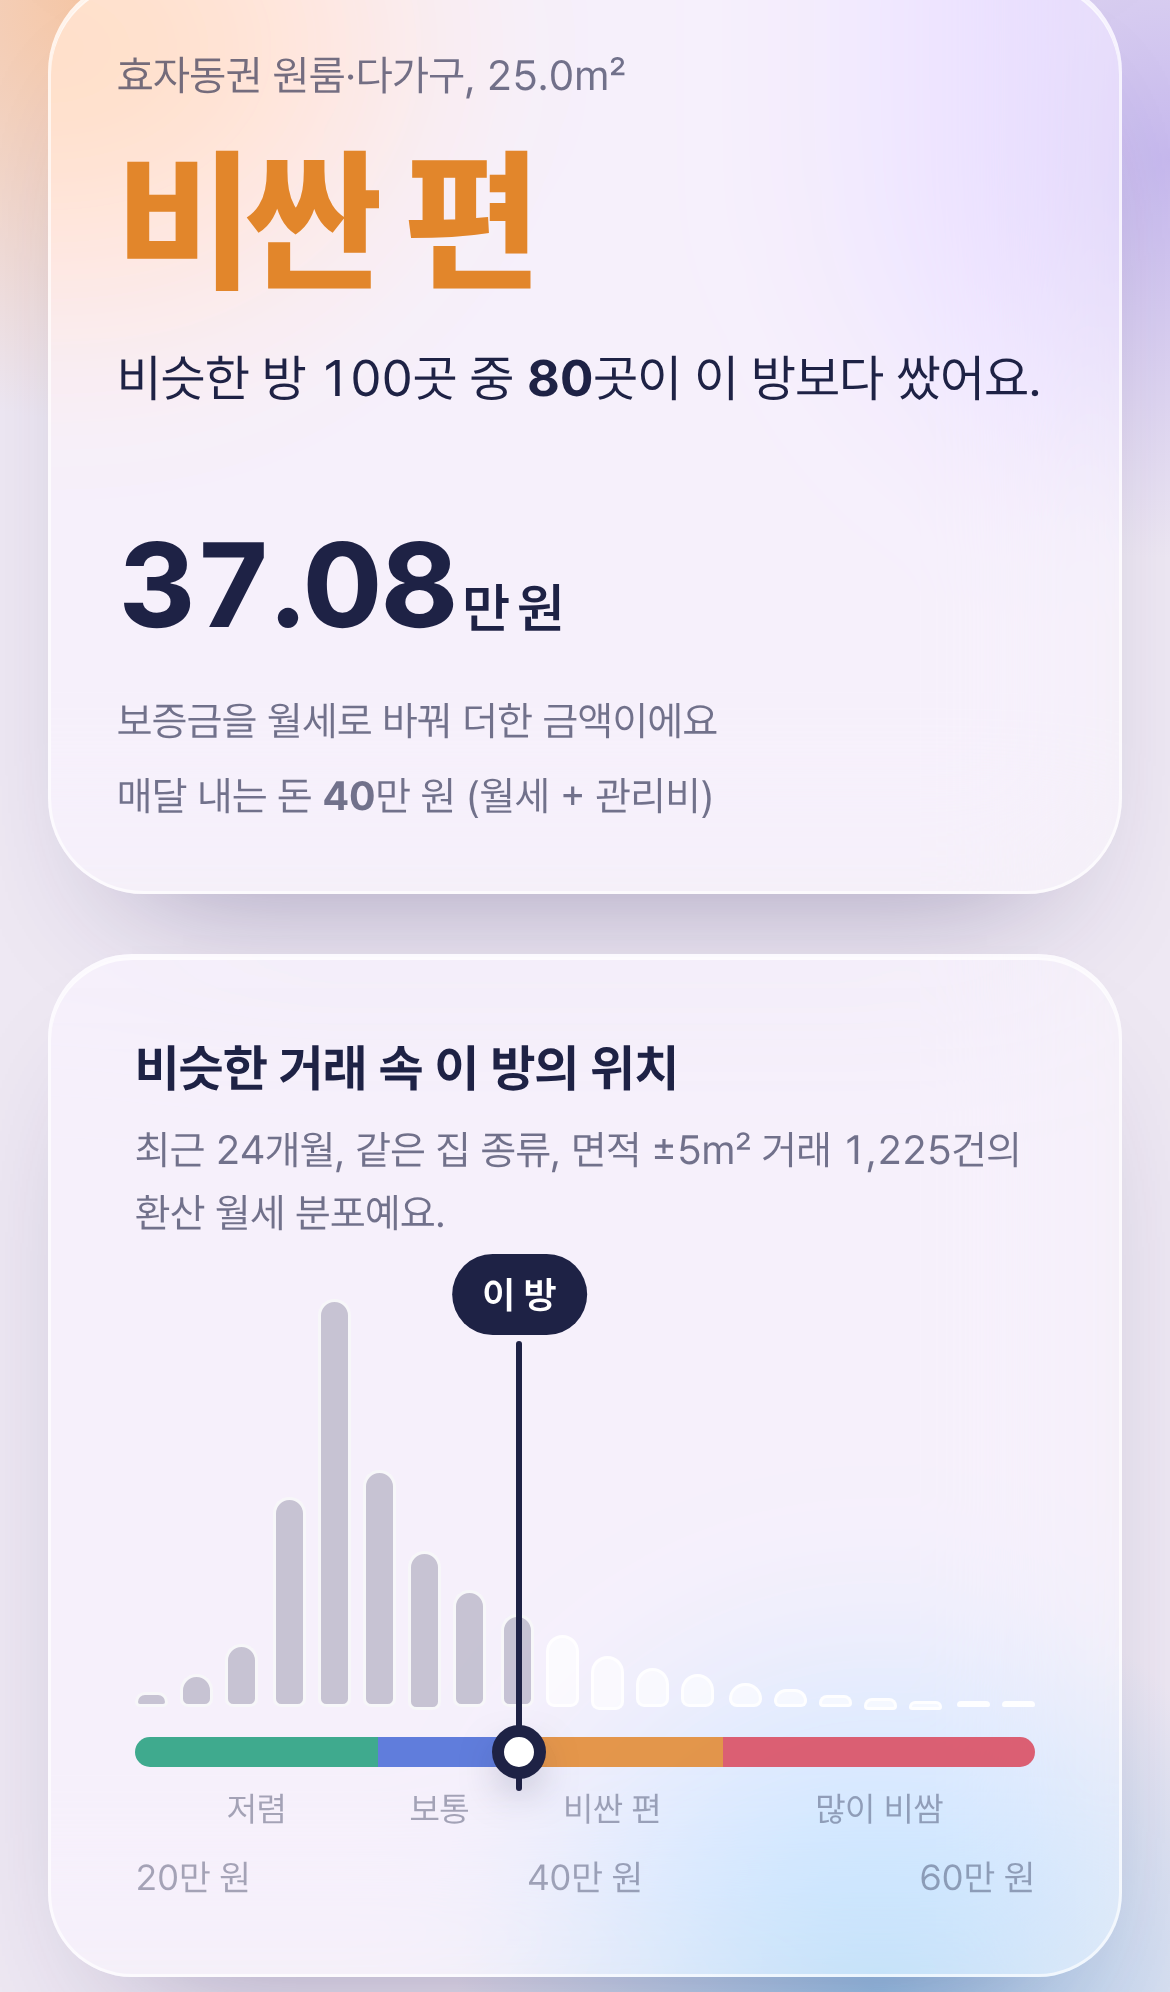 효자동권 원룸·다가구, 25.0m²
비싼 편
비슷한 방 100곳 중 80곳이 이 방보다 쌌어요.
37.08만 원
보증금을 월세로 바꿔 더한 금액이에요
매달 내는 돈 40만 원 (월세 + 관리비)
비슷한 거래 속 이 방의 위치
최근 24개월, 같은 집 종류, 면적 ±5m² 거래 1,225건의
환산 월세 분포예요.
이 방
저렴 보통 비싼 편 많이 비쌈
20만 원 40만 원 60만 원